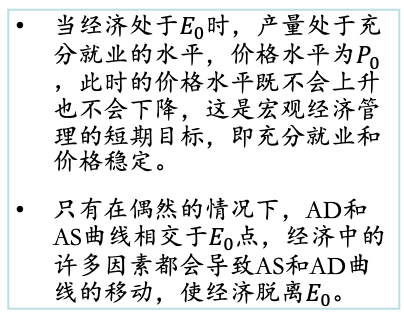 • 当经济处于E₀时，产量处于充
分就业的水平，价格水平为P₀
，此时的价格水平既不会上升
也不会下降，这是宏观经济管
理的短期目标，即充分就业和
价格稳定。
• 只有在偶然的情况下，AD和
AS曲线相交于E₀点，经济中的
许多因素都会导致AS和AD曲
线的移动，使经济脱离E₀。